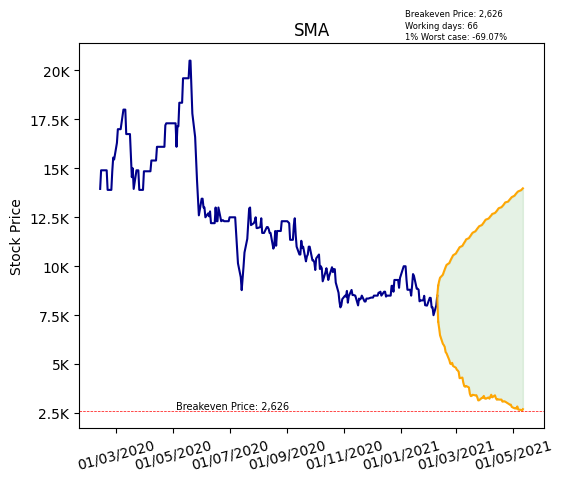 Breakeven Price: 2,626
Working days: 66
1% Worst case: -69.07%
SMA
Stock Price
20K
17.5K
15K
12.5K
10K
7.5K
5K
2.5K
Breakeven Price: 2,626
01/03/2020
01/05/2020
01/07/2020
01/09/2020
01/11/2020
01/01/2021
01/03/2021
01/05/2021